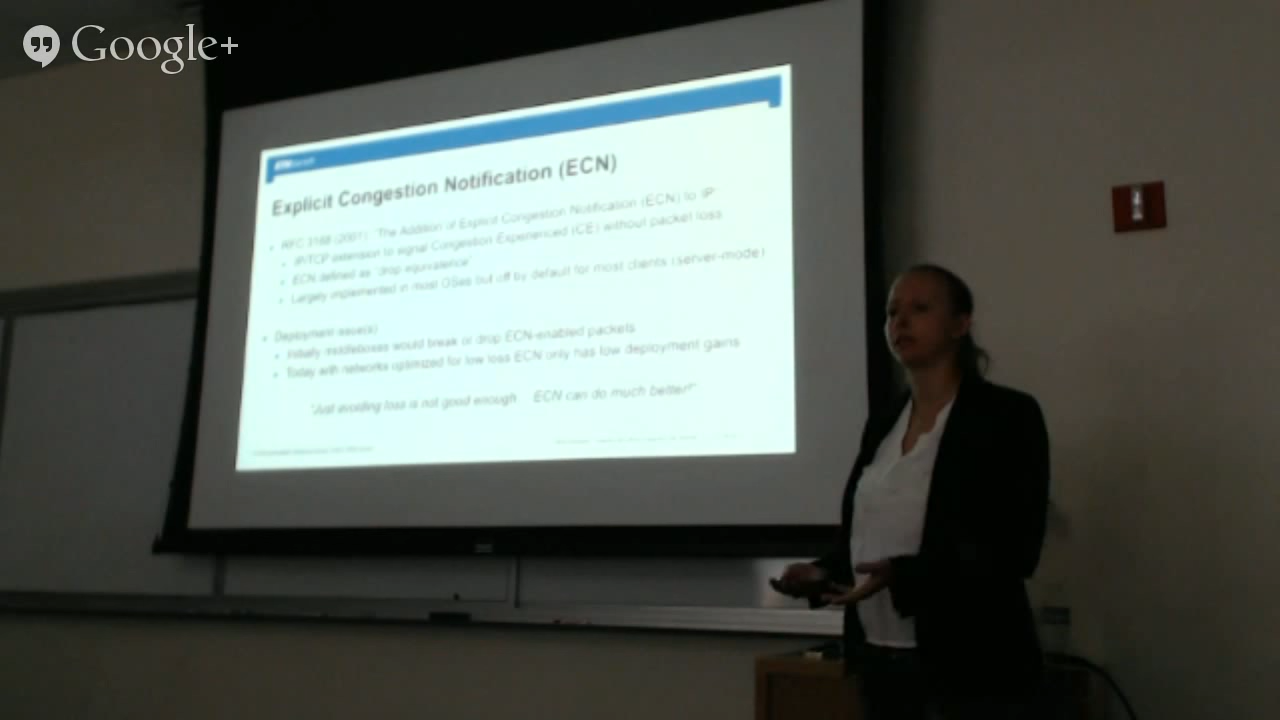 Google+
Explicit Congestion Notification (ECN)
RFC 3168 (2001) "The Addition of Explicit Congestion Notification (ECN) to IP"
IP/TCP extension to signal Congestion Experienced (CE) without packet loss
ECN defined as "drop equivalence"
Largely implemented in most OSes but off by default for most clients (server-mode)
Deployment issue(s)
Initially middleboxes would break or drop ECN-enabled packets
Today with networks optimized for low loss ECN only has low deployment gains
"Just avoiding loss is not good enough ECN can do much better!"